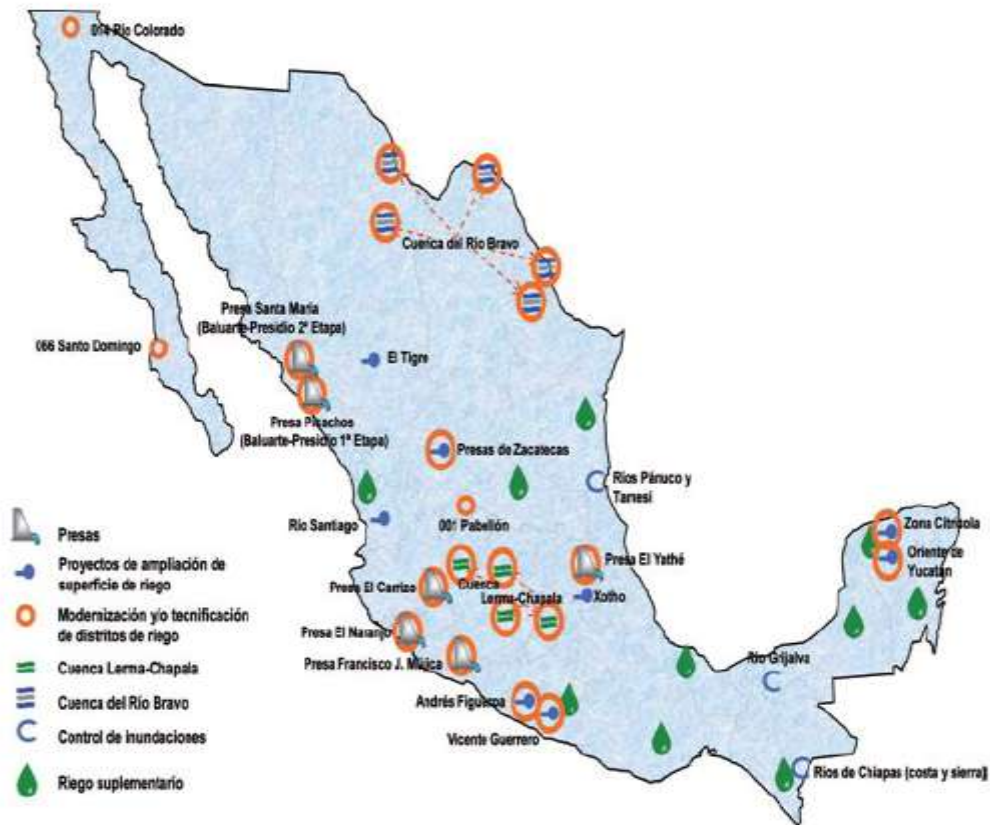 014 Río Colorado
Cuenca del Río Bravo
Presa Santa María
(Baluarte-Presidio 2ª Etapa)
066 Santo Domingo
El Tigre
Presa Picachos
(Baluarte-Presidio 1ª Etapa)
Presas de Zacatecas
Ríos Pánuco y
Tamesí
Río Santiago
001 Pabellón
Zona Citrícola
Oriente de
Yucatán
Presa El Yathé
Presa El Carrizo
Cuenca
Lerma-Chapala
Xotho
Presa El Naranjo
Presa Francisco J. Mújica
Río Grijalva
Andrés Figueroa
Vicente Guerrero
Ríos de Chiapas (costa y sierra)
Presas
Proyectos de ampliación de
superficie de riego
Modernización y/o tecnificación
de distritos de riego
Cuenca Lerma-Chapala
Cuenca del Río Bravo
Control de inundaciones
Riego suplementario